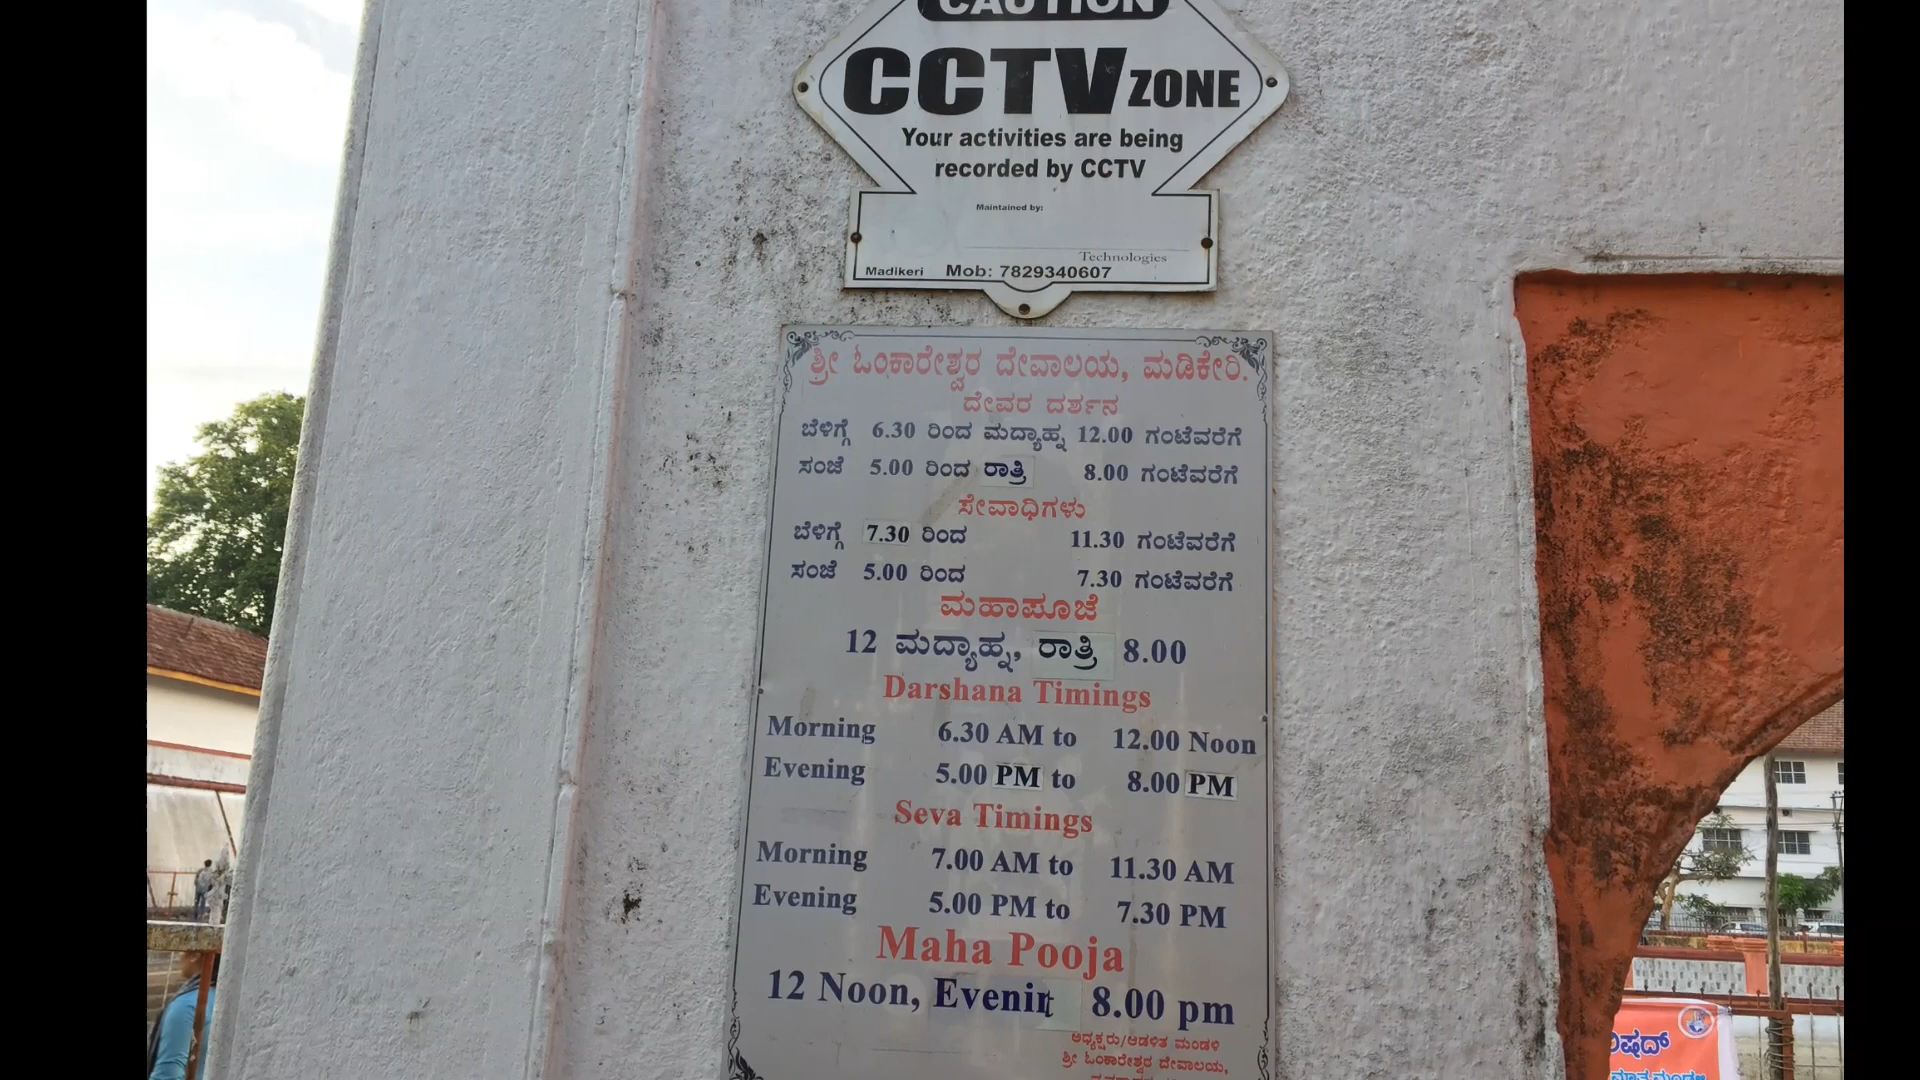 CAUTION
CCTV ZONE
Your activities are being
recorded by CCTV
Maintained by:
Technologies
Madikeri Mob: 7829340607
ಶ್ರೀ ಓಂಕಾರೇಶ್ವರ ದೇವಾಲಯ, ಮಡಿಕೇರಿ.
ದೇವರ ದರ್ಶನ
ಬೆಳಿಗ್ಗೆ 6.30 ರಿಂದ ಮಧ್ಯಾಹ್ನ 12.00 ಗಂಟೆವರೆಗೆ
ಸಂಜೆ 5.00 ರಿಂದ ರಾತ್ರಿ 8.00 ಗಂಟೆವರೆಗೆ
ಸೇವಾಧಿಗಳು
ಬೆಳಿಗ್ಗೆ 7.30 ರಿಂದ 11.30 ಗಂಟೆವರೆಗೆ
ಸಂಜೆ 5.00 ರಿಂದ 7.30 ಗಂಟೆವರೆಗೆ
ಮಹಾಪೂಜೆ
12 ಮಧ್ಯಾಹ್ನ, ರಾತ್ರಿ 8.00
Darshana Timings
Morning 6.30 AM to 12.00 Noon
Evening 5.00 PM to 8.00 PM
Seva Timings
Morning 7.00 AM to 11.30 AM
Evening 5.00 PM to 7.30 PM
Maha Pooja
12 Noon, 8.00 pm
ಅಧ್ಯಕ್ಷರು/ಆಡಳಿತ ಮಂಡಳಿ
ಶ್ರೀ ಓಂಕಾರೇಶ್ವರ ದೇವಾಲಯ,